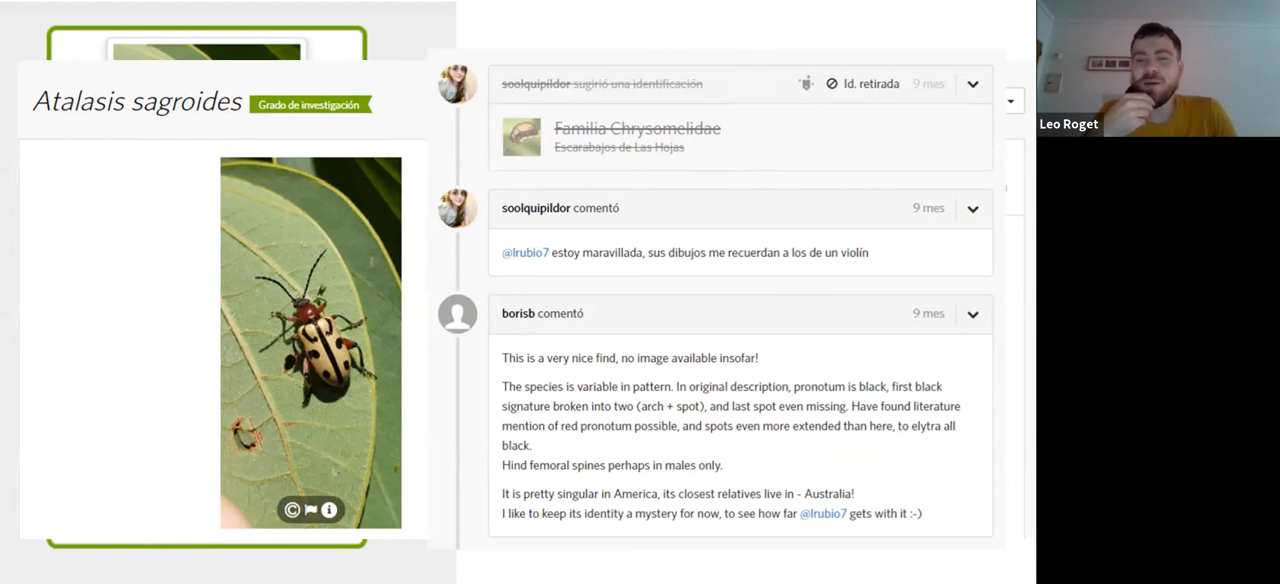 Atalasis sagroides
Grado de investigación
soolquipildor sugirió una identificación
Id. retirada
9 mes
Familia Chrysomelidae
Escarabajos de Las Hojas
soolquipildor comentó
9 mes
@lrubio7 estoy maravillada, sus dibujos me recuerdan a los de un violín
borisb comentó
9 mes
This is a very nice find, no image available insofar!
The species is variable in pattern. In original description, pronotum is black, first black
signature broken into two (arch + spot), and last spot even missing. Have found literature
mention of red pronotum possible, and spots even more extended than here, to elytra all
black.
Hind femoral spines perhaps in males only.
It is pretty singular in America, its closest relatives live in - Australia!
I like to keep its identity a mystery for now, to see how far @lrubio7 gets with it :-)
Leo Roget